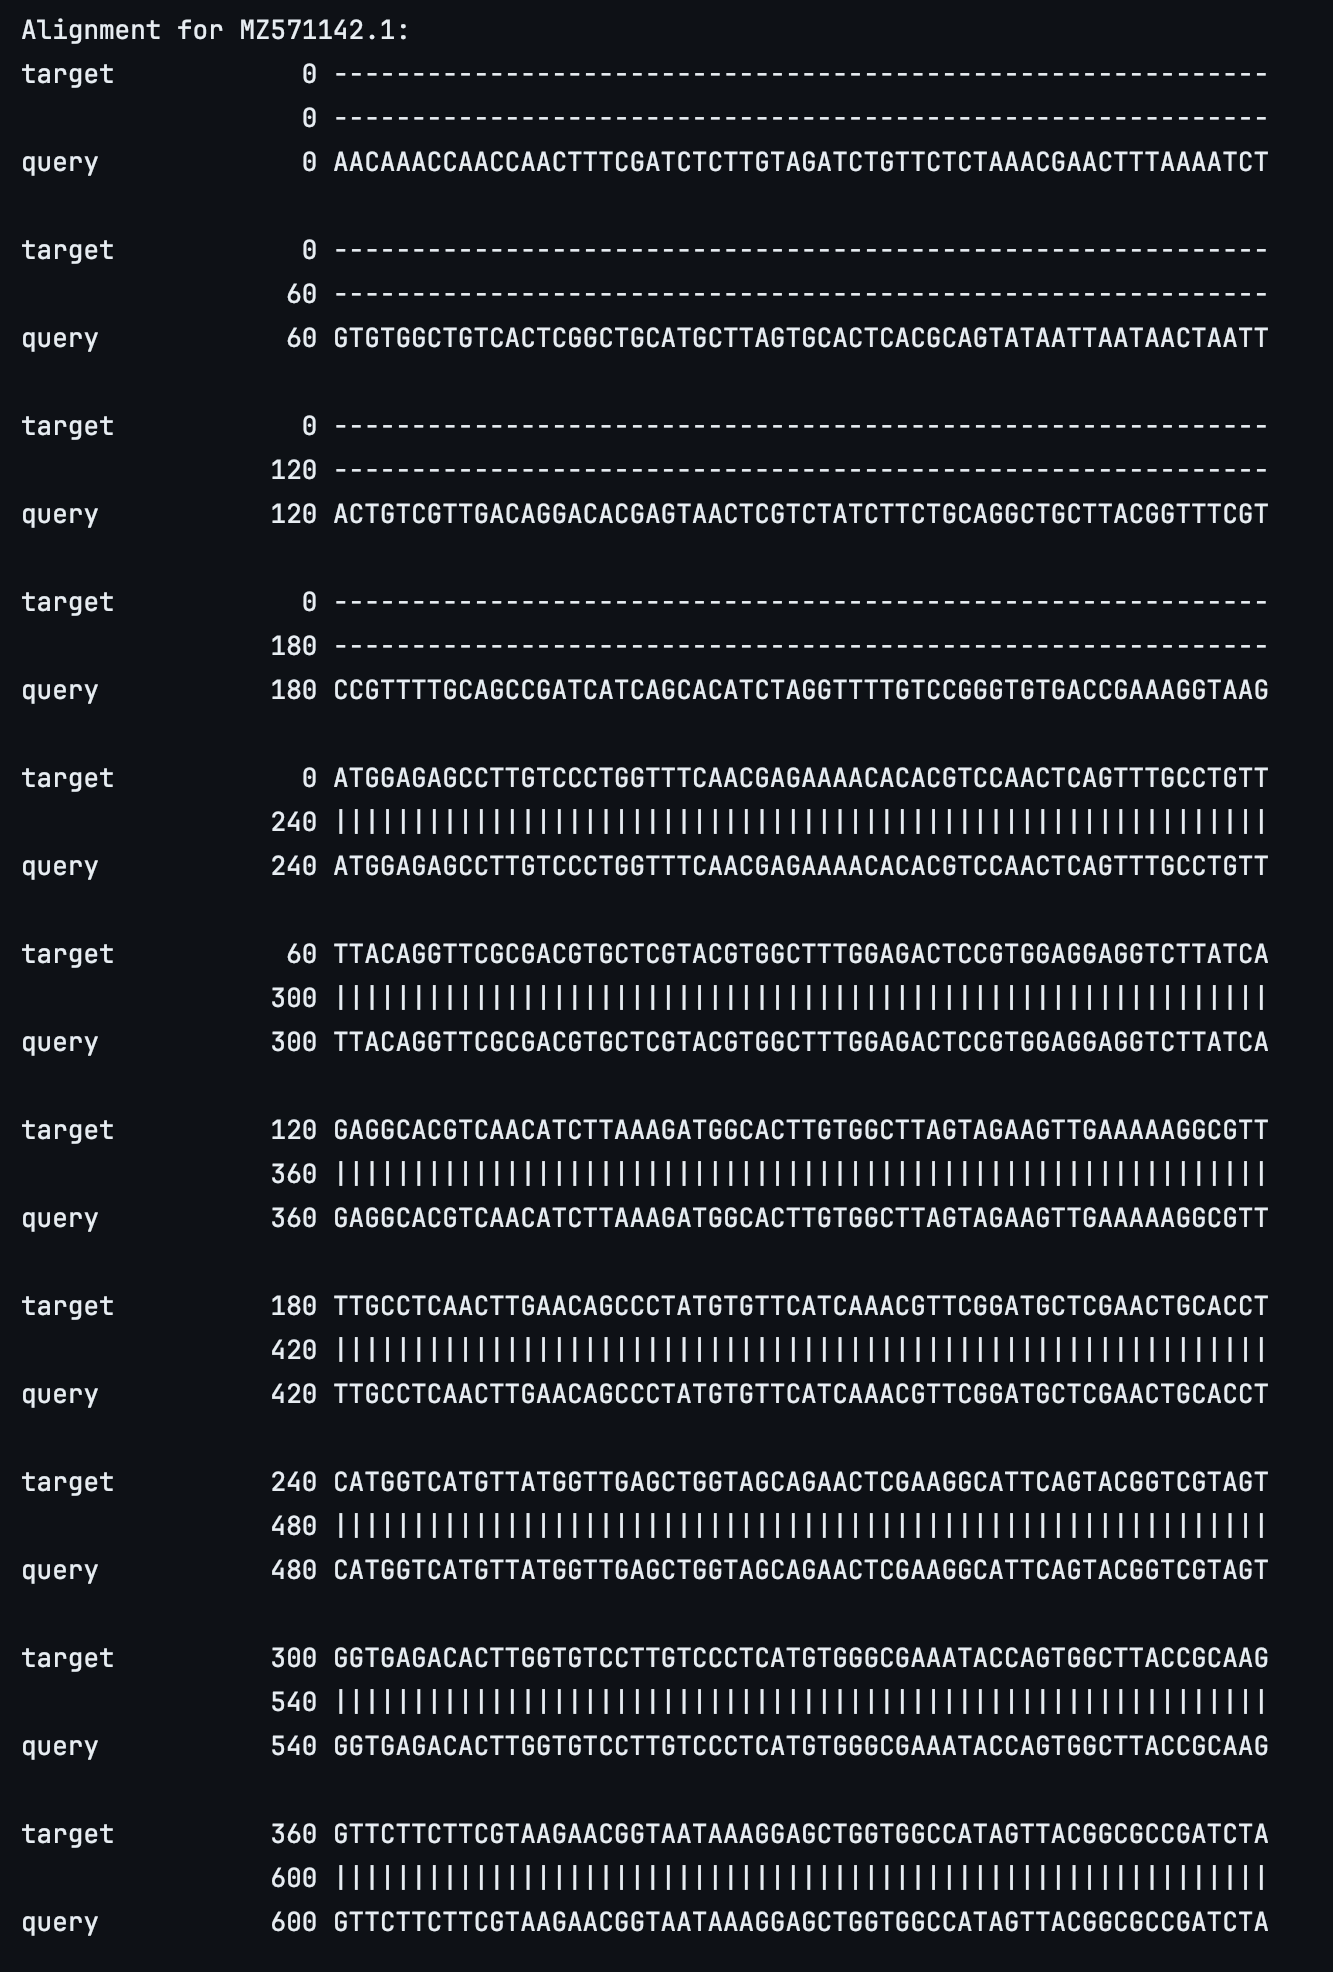 Alignment for MZ571142.1:
target            0 ------------------------------------------------------------
                  0 ------------------------------------------------------------
query             0 AACAAACCAACCAACTTTCGATCTCTTGTAGATCTGTTCTCTAAACGAACTTTAAAATCT

target            0 ------------------------------------------------------------
                 60 ------------------------------------------------------------
query            60 GTGTGGCTGTCACTCGGCTGCATGCTTAGTGCACTCACGCAGTATAATTAATAACTAATT

target            0 ------------------------------------------------------------
                120 ------------------------------------------------------------
query           120 ACTGTCGTTGACAGGACACGAGTAACTCGTCTATCTTCTGCAGGCTGCTTACGGTTTCGT

target            0 ------------------------------------------------------------
                180 ------------------------------------------------------------
query           180 CCGTTTTGCAGCCGATCATCAGCACATCTAGGTTTTGTCCGGGTGTGACCGAAAGGTAAG

target            0 ATGGAGAGCCTTGTCCCTGGTTTCAACGAGAAAACACACGTCCAACTCAGTTTGCCTGTT
                240 ||||||||||||||||||||||||||||||||||||||||||||||||||||||||||||
query           240 ATGGAGAGCCTTGTCCCTGGTTTCAACGAGAAAACACACGTCCAACTCAGTTTGCCTGTT

target           60 TTACAGGTTCGCGACGTGCTCGTACGTGGCTTTGGAGACTCCGTGGAGGAGGTCTTATCA
                300 ||||||||||||||||||||||||||||||||||||||||||||||||||||||||||||
query           300 TTACAGGTTCGCGACGTGCTCGTACGTGGCTTTGGAGACTCCGTGGAGGAGGTCTTATCA

target          120 GAGGCACGTCAACATCTTAAAGATGGCACTTGTGGCTTAGTAGAAGTTGAAAAAGGCGTT
                360 ||||||||||||||||||||||||||||||||||||||||||||||||||||||||||||
query           360 GAGGCACGTCAACATCTTAAAGATGGCACTTGTGGCTTAGTAGAAGTTGAAAAAGGCGTT

target          180 TTGCCTCAACTTGAACAGCCCTATGTGTTCATCAAACGTTCGGATGCTCGAACTGCACCT
                420 ||||||||||||||||||||||||||||||||||||||||||||||||||||||||||||
query           420 TTGCCTCAACTTGAACAGCCCTATGTGTTCATCAAACGTTCGGATGCTCGAACTGCACCT

target          240 CATGGTCATGTTATGGTTGAGCTGGTAGCAGAACTCGAAGGCATTCAGTACGGTCGTAGT
                480 ||||||||||||||||||||||||||||||||||||||||||||||||||||||||||||
query           480 CATGGTCATGTTATGGTTGAGCTGGTAGCAGAACTCGAAGGCATTCAGTACGGTCGTAGT

target          300 GGTGAGACACTTGGTGTCCTTGTCCCTCATGTGGGCGAAATACCAGTGGCTTACCGCAAG
                540 ||||||||||||||||||||||||||||||||||||||||||||||||||||||||||||
query           540 GGTGAGACACTTGGTGTCCTTGTCCCTCATGTGGGCGAAATACCAGTGGCTTACCGCAAG

target          360 GTTCTTCTTCGTAAGAACGGTAATAAAGGAGCTGGTGGCCATAGTTACGGCGCCGATCTA
                600 ||||||||||||||||||||||||||||||||||||||||||||||||||||||||||||
query           600 GTTCTTCTTCGTAAGAACGGTAATAAAGGAGCTGGTGGCCATAGTTACGGCGCCGATCTA